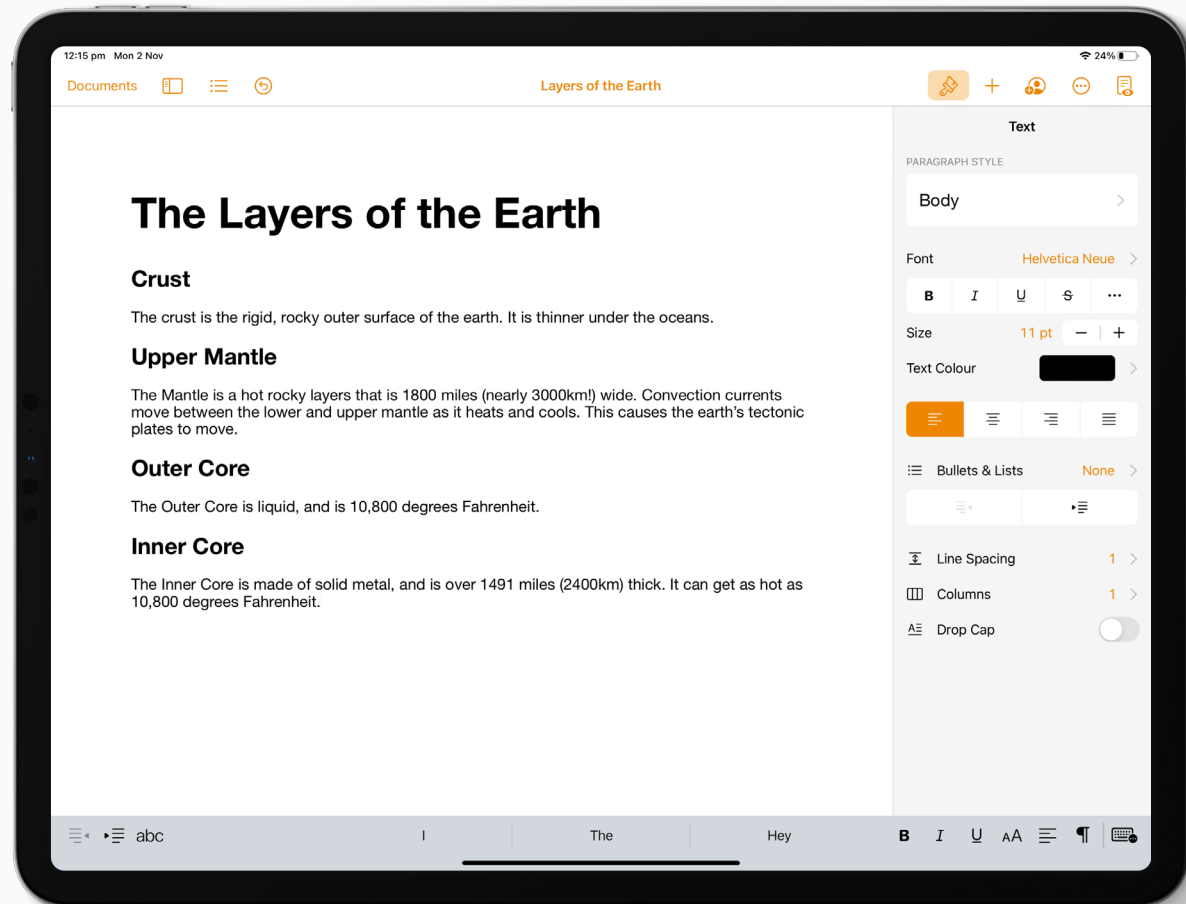 12:15 pm Mon 2 Nov
24%
Documents
Layers of the Earth
The Layers of the Earth
Crust
The crust is the rigid, rocky outer surface of the earth. It is thinner under the oceans.
Upper Mantle
The Mantle is a hot rocky layers that is 1800 miles (nearly 3000km!) wide. Convection currents
move between the lower and upper mantle as it heats and cools. This causes the earth's tectonic
plates to move.
Outer Core
The Outer Core is liquid, and is 10,800 degrees Fahrenheit.
Inner Core
The Inner Core is made of solid metal, and is over 1491 miles (2400km) thick. It can get as hot as
10,800 degrees Fahrenheit.
Text
PARAGRAPH STYLE
Body
Font Helvetica Neue
B I U S
Size 11 pt
Text Colour
Bullets & Lists None
Line Spacing 1
Columns 1
Drop Cap
abc I The Hey B I U AA ¶